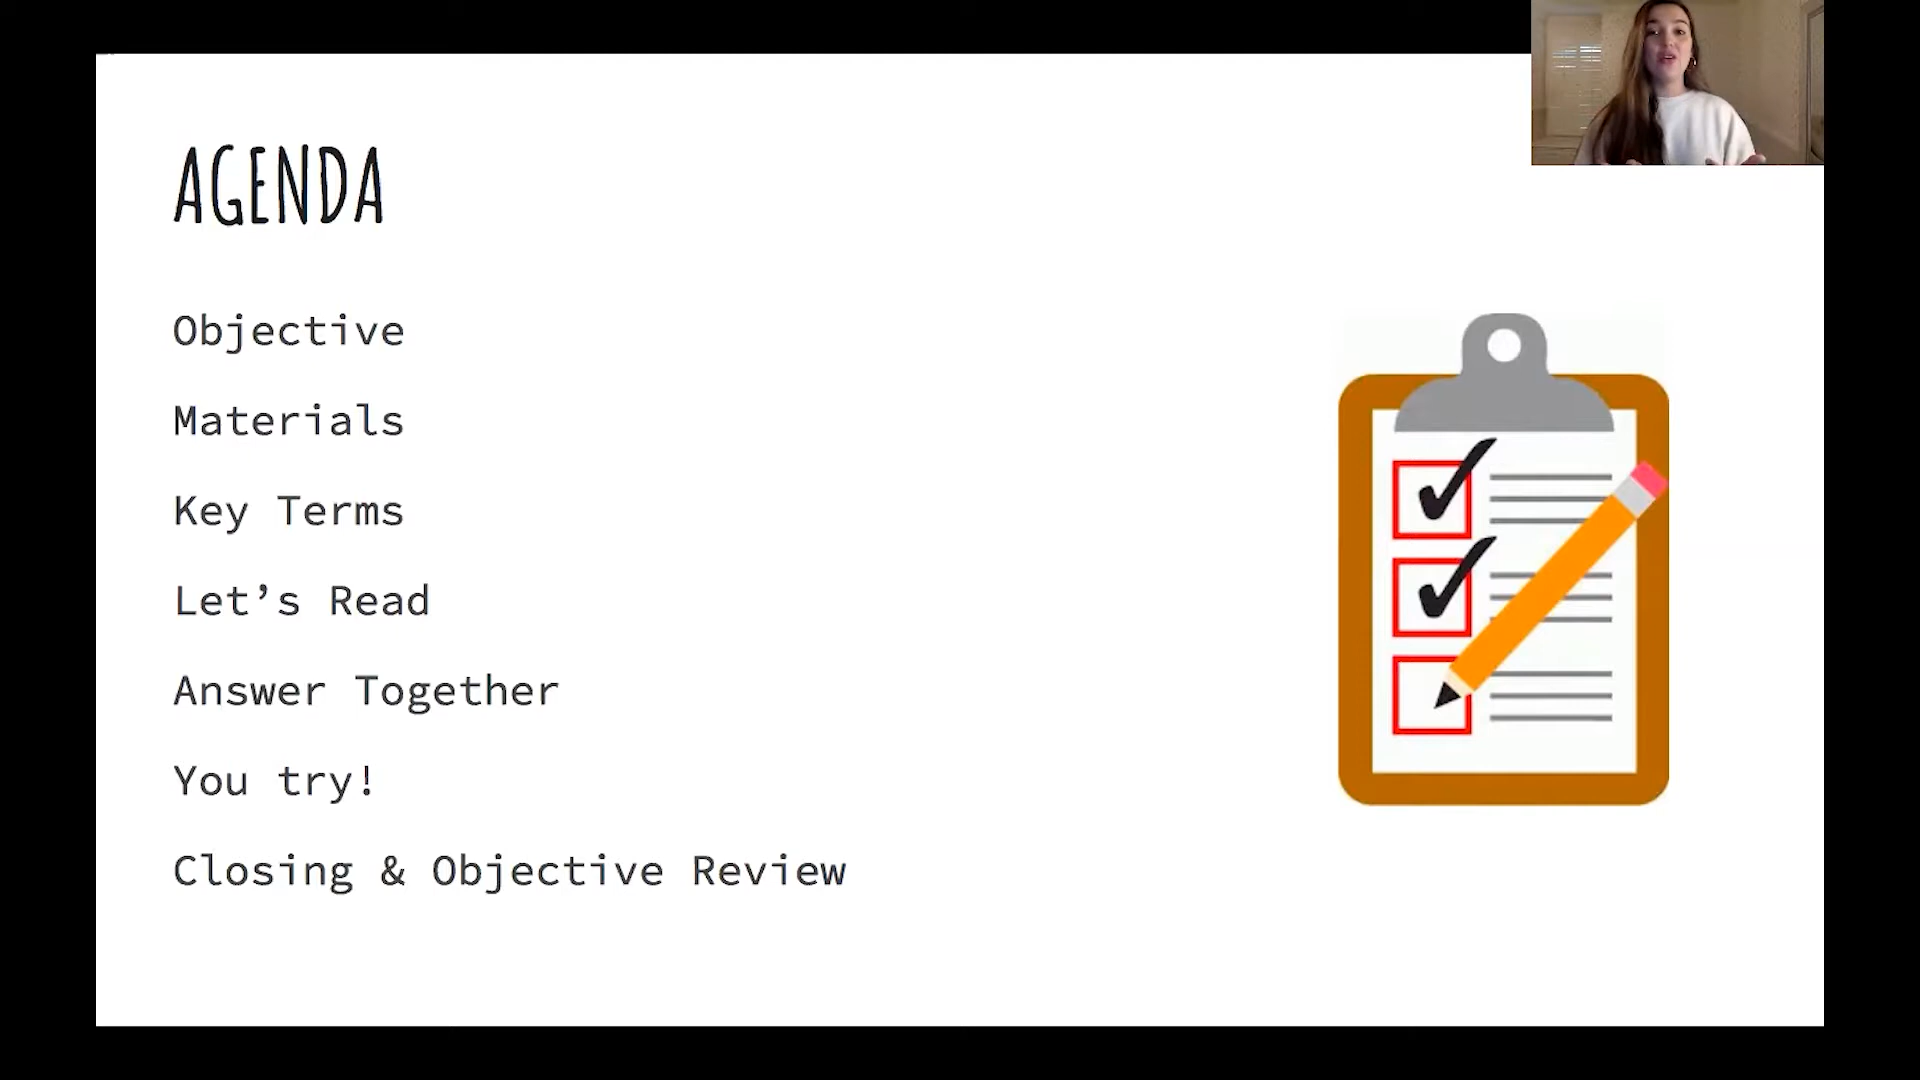 AGENDA
Objective
Materials
Key Terms
Let’s Read
Answer Together
You try!
Closing & Objective Review